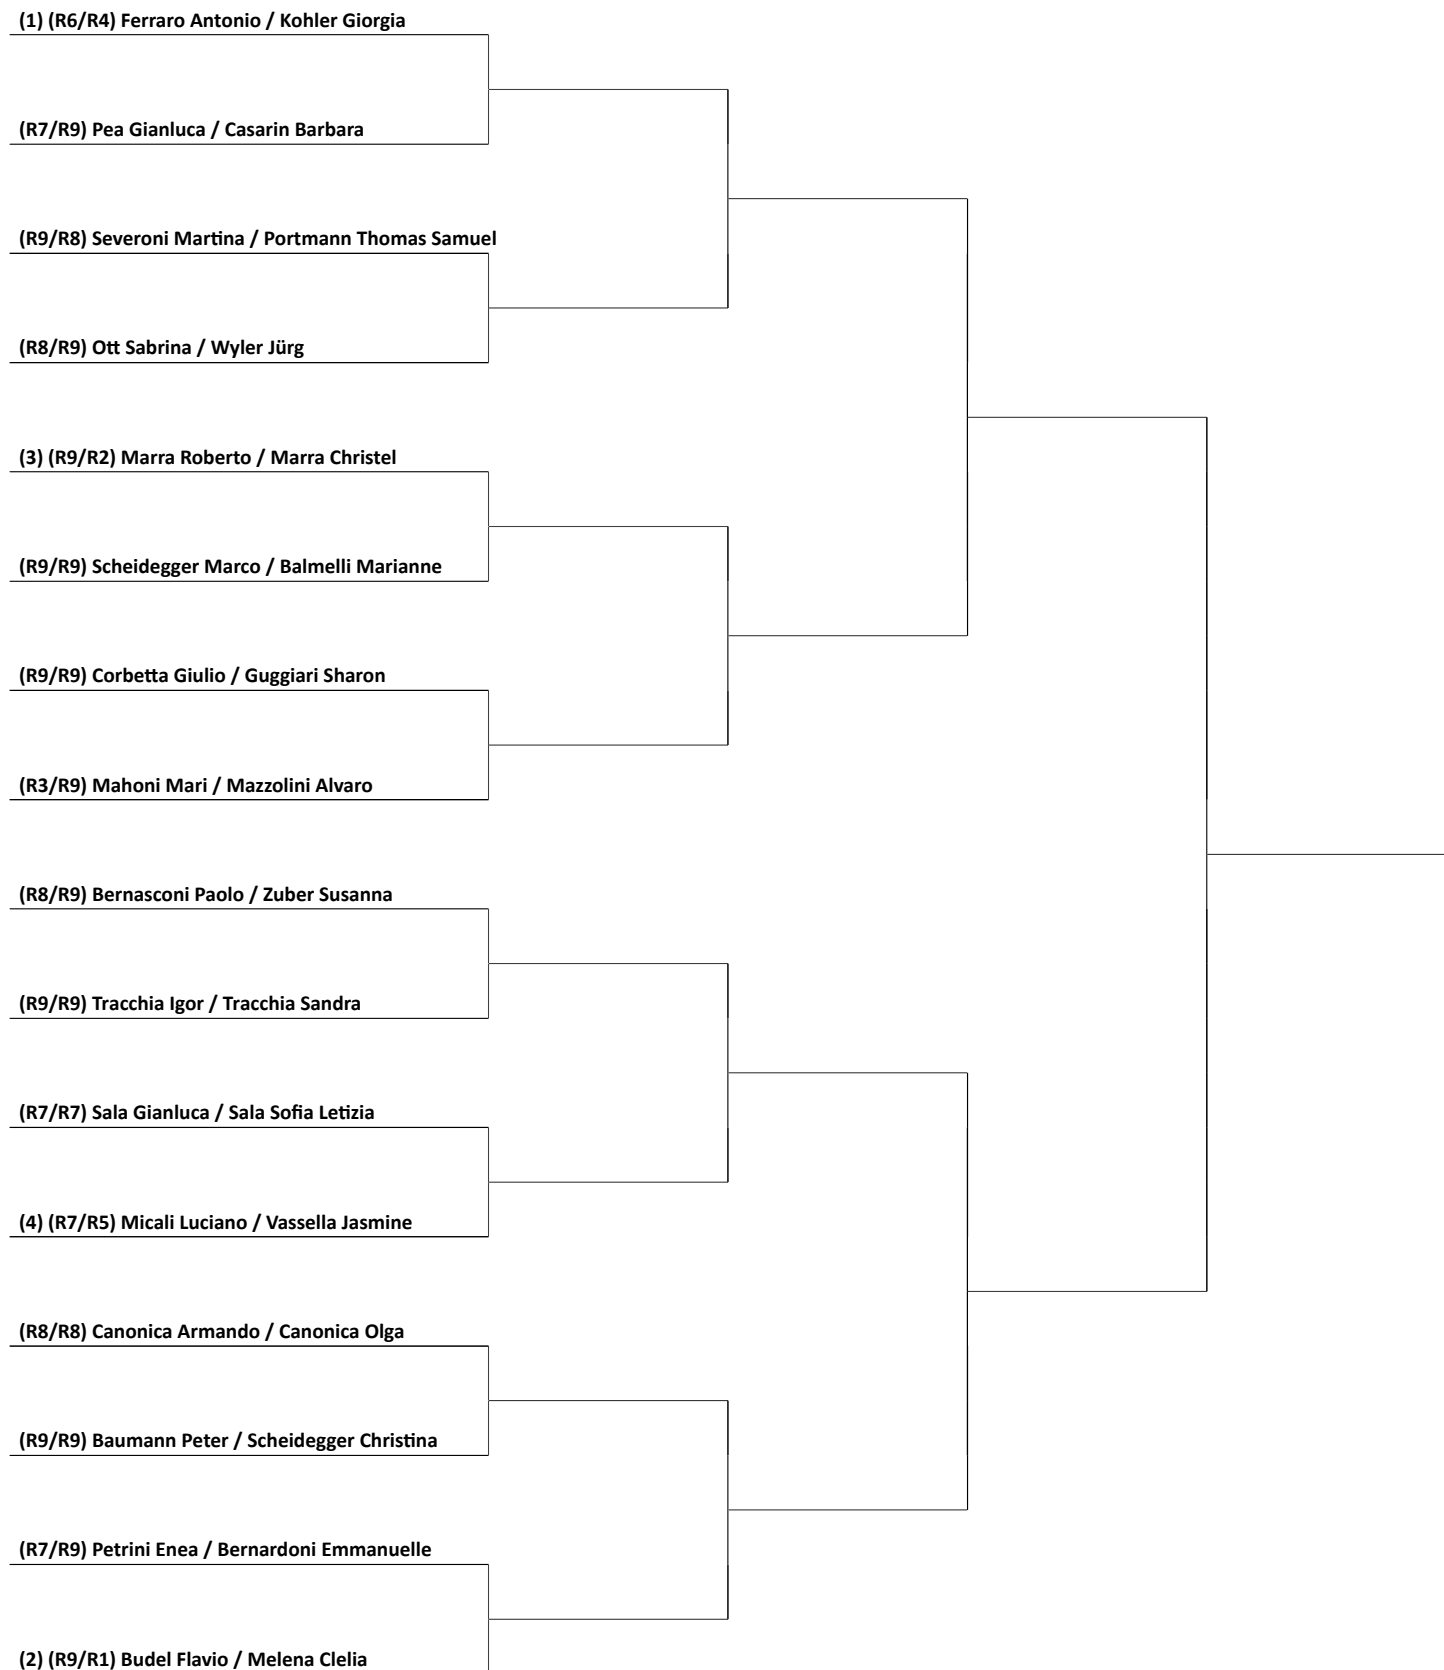 (1) (R6/R4) Ferraro Antonio / Kohler Giorgia
(R7/R9) Pea Gianluca / Casarin Barbara
(R9/R8) Severoni Martina / Portmann Thomas Samuel
(R8/R9) Ott Sabrina / Wyler Jürg
(3) (R9/R2) Marra Roberto / Marra Christel
(R9/R9) Scheidegger Marco / Balmelli Marianne
(R9/R9) Corbetta Giulio / Guggiari Sharon
(R3/R9) Mahoni Mari / Mazzolini Alvaro
(R8/R9) Bernasconi Paolo / Zuber Susanna
(R9/R9) Tracchia Igor / Tracchia Sandra
(R7/R7) Sala Gianluca / Sala Sofia Letizia
(4) (R7/R5) Micali Luciano / Vassella Jasmine
(R8/R8) Canonica Armando / Canonica Olga
(R9/R9) Baumann Peter / Scheidegger Christina
(R7/R9) Petrini Enea / Bernardoni Emmanuelle
(2) (R9/R1) Budel Flavio / Melena Clelia